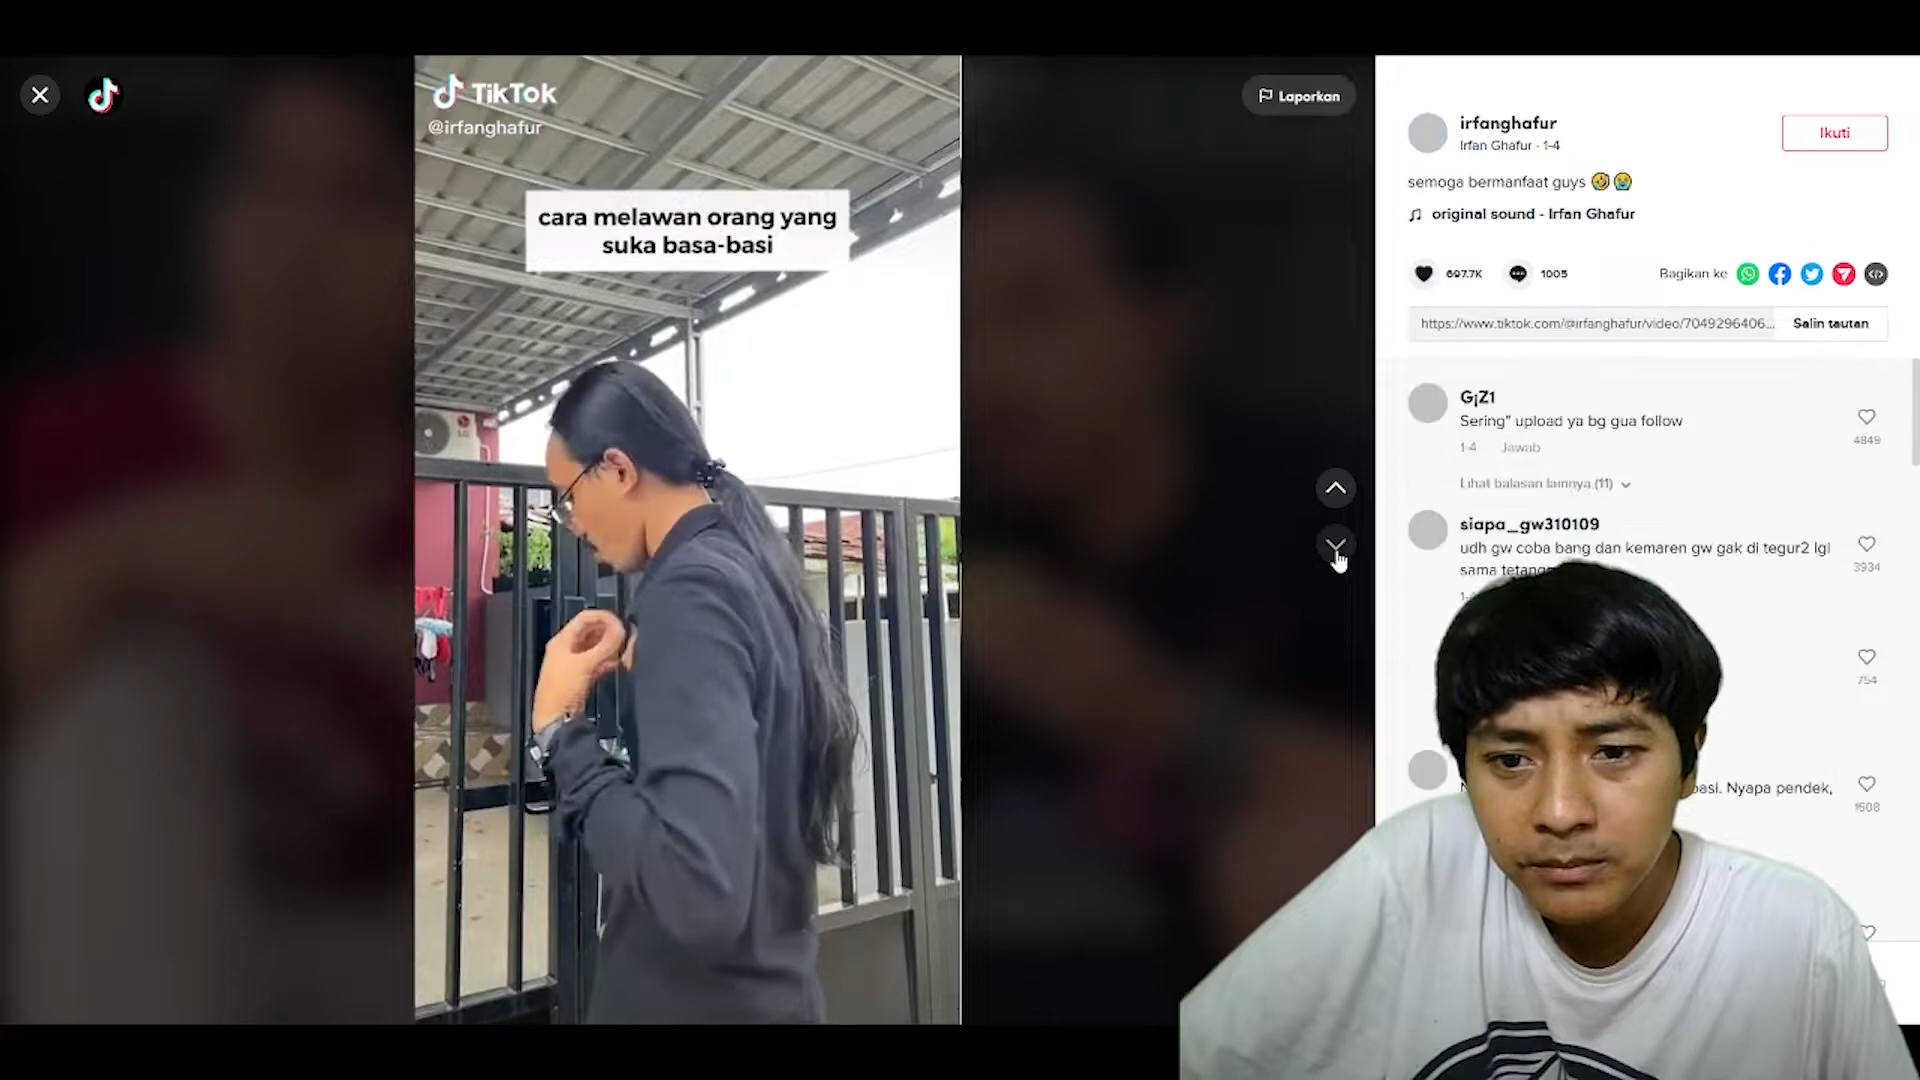 TikTok
@irfanghafur
cara melawan orang yang
suka basa-basi
Laporkan
irfanghafur
Irfan Ghafur · 1-4
Ikuti
semoga bermanfaat guys 🤣😭
original sound - Irfan Ghafur
697.7K
1005
Bagikan ke
https://www.tiktok.com/@irfanghafur/video/7049296406...
Salin tautan
G¡Z1
Sering" upload ya bg gua follow
4849
1-4 Jawab
Lihat balasan lainnya (11)
siapa_gw310109
udh gw coba bang dan kemaren gw gak di tegur2 lgi
sama
3934
754
Nyapa pendek,
1508